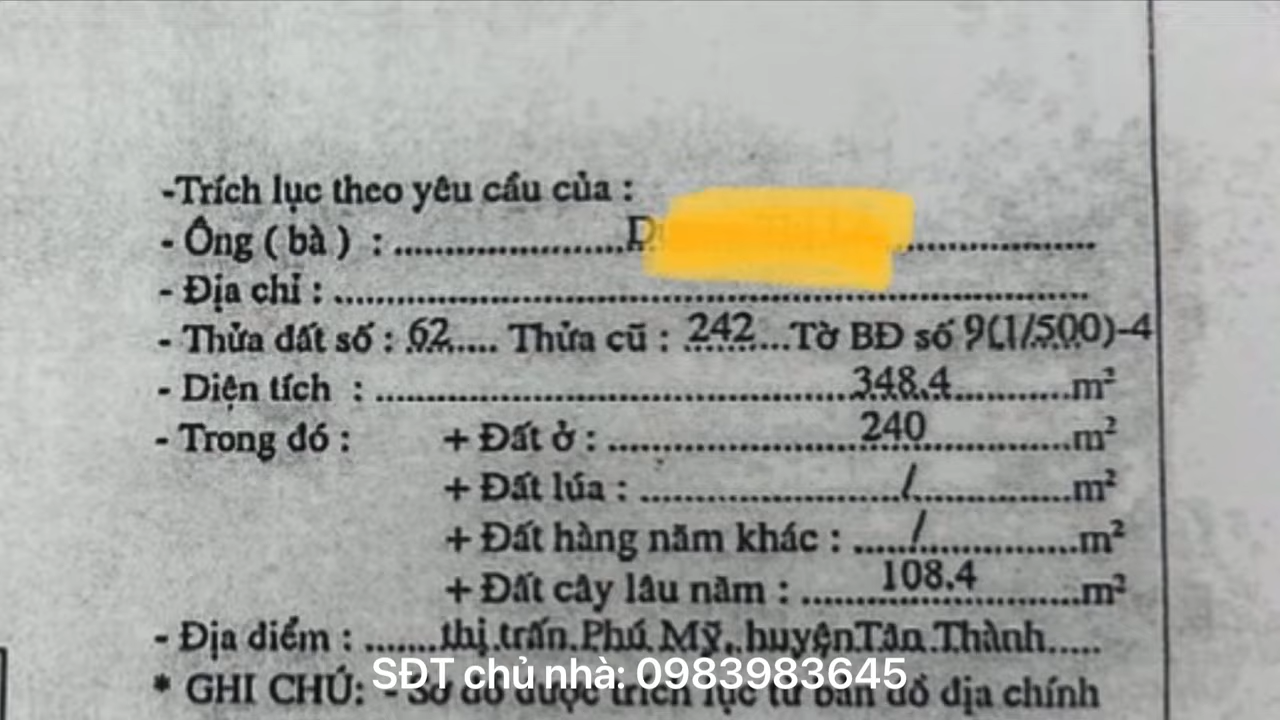 -Trích lục theo yêu cầu của :
- Ông ( bà ) : ........................D
- Địa chỉ : ................................................................
- Thửa đất số : 62..... Thửa cũ : 242....Tờ BĐ số 9(1/500)-4
- Diện tích : ........................348.4............m²
- Trong đó : + Đất ở : ....................240............m²
+ Đất lúa : ....................../..............m²
+ Đất hàng năm khác : ....../..............m²
+ Đất cây lâu năm : ........108.4..........m²
- Địa điểm : .......thị trấn Phú Mỹ, huyện Tân Thành.....
* GHI CHÚ: - Sơ đồ được trích lục từ bản đồ địa chính
SĐT chủ nhà: 0983983645